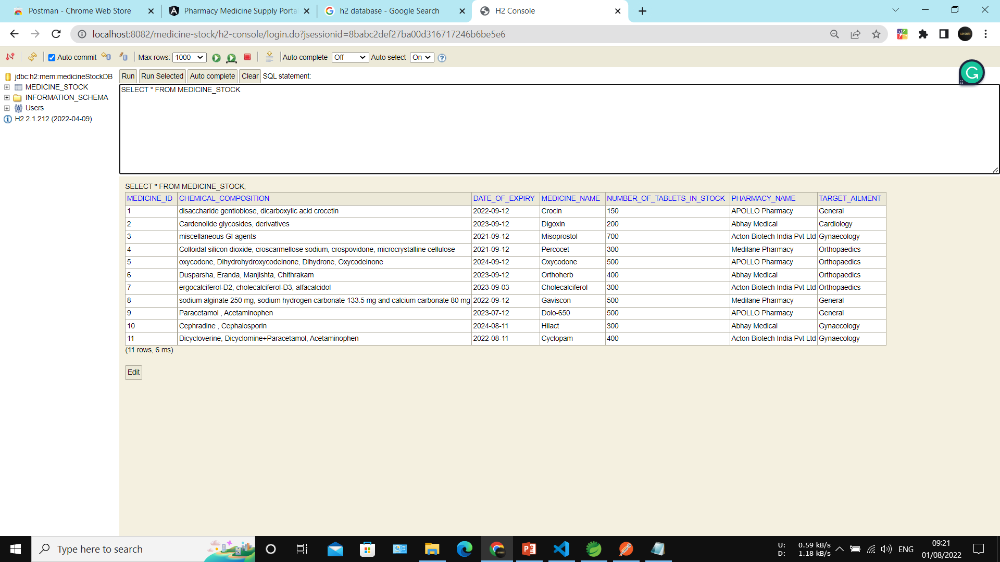 Postman - Chrome Web Store
Pharmacy Medicine Supply Porta
h2 database - Google Search
H2 Console
localhost:8082/medicine-stock/h2-console/login.do?jsessionid=8babc2def27ba00d316717246b6be5e6
Auto commit Max rows: 1000 Auto complete Off Auto select On ?
jdbc:h2:mem:medicineStockDB
MEDICINE_STOCK
INFORMATION_SCHEMA
Users
H2 2.1.212 (2022-04-09)
Run Run Selected Auto complete Clear SQL statement:
SELECT * FROM MEDICINE_STOCK
SELECT * FROM MEDICINE_STOCK;
MEDICINE_ID CHEMICAL_COMPOSITION DATE_OF_EXPIRY MEDICINE_NAME NUMBER_OF_TABLETS_IN_STOCK PHARMACY_NAME TARGET_AILMENT
1 disaccharide gentiobiose, dicarboxylic acid crocetin 2022-09-12 Crocin 150 APOLLO Pharmacy General
2 Cardenolide glycosides, derivatives 2023-09-12 Digoxin 200 Abhay Medical Cardiology
3 miscellaneous GI agents 2021-09-12 Misoprostol 700 Acton Biotech India Pvt Ltd Gynaecology
4 Colloidal silicon dioxide, croscarmellose sodium, crospovidone, microcrystalline cellulose 2021-09-12 Percocet 300 Medilane Pharmacy Orthopaedics
5 oxycodone, Dihydrohydroxycodeinone, Dihydrone, Oxycodeinone 2024-09-12 Oxycodone 500 APOLLO Pharmacy Orthopaedics
6 Dusparsha, Eranda, Manjishta, Chithrakam 2023-09-12 Orthoherb 400 Abhay Medical Orthopaedics
7 ergocalciferol-D2, cholecalciferol-D3, alfacalcidol 2023-09-03 Cholecalciferol 300 Acton Biotech India Pvt Ltd Orthopaedics
8 sodium alginate 250 mg, sodium hydrogen carbonate 133.5 mg and calcium carbonate 80 mg 2022-09-12 Gaviscon 500 Medilane Pharmacy General
9 Paracetamol , Acetaminophen 2023-07-12 Dolo-650 500 APOLLO Pharmacy General
10 Cephradine , Cephalosporin 2024-08-11 Hilact 300 Abhay Medical Gynaecology
11 Dicycloverine, Dicyclomine+Paracetamol, Acetaminophen 2022-08-11 Cyclopam 400 Acton Biotech India Pvt Ltd Gynaecology
(11 rows, 6 ms)
Edit
Type here to search
U: 0.59 kB/s
D: 1.18 kB/s
ENG
09:21
01/08/2022